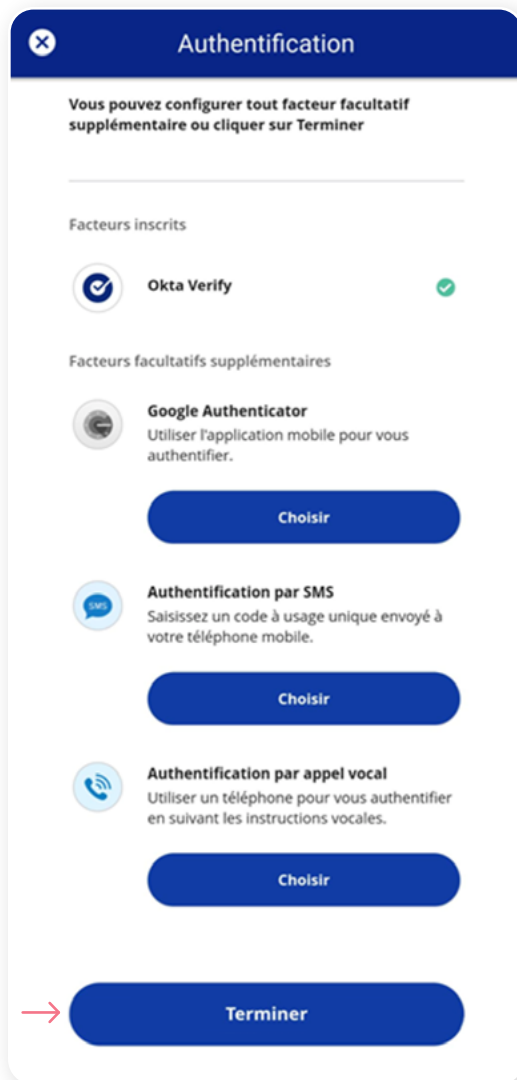 Authentification
Vous pouvez configurer tout facteur facultatif
supplémentaire ou cliquer sur Terminer
Facteurs inscrits
Okta Verify
Facteurs facultatifs supplémentaires
Google Authenticator
Utiliser l'application mobile pour vous
authentifier.
Choisir
SMS
Authentification par SMS
Saisissez un code à usage unique envoyé à
votre téléphone mobile.
Choisir
Authentification par appel vocal
Utiliser un téléphone pour vous authentifier
en suivant les instructions vocales.
Choisir
Terminer